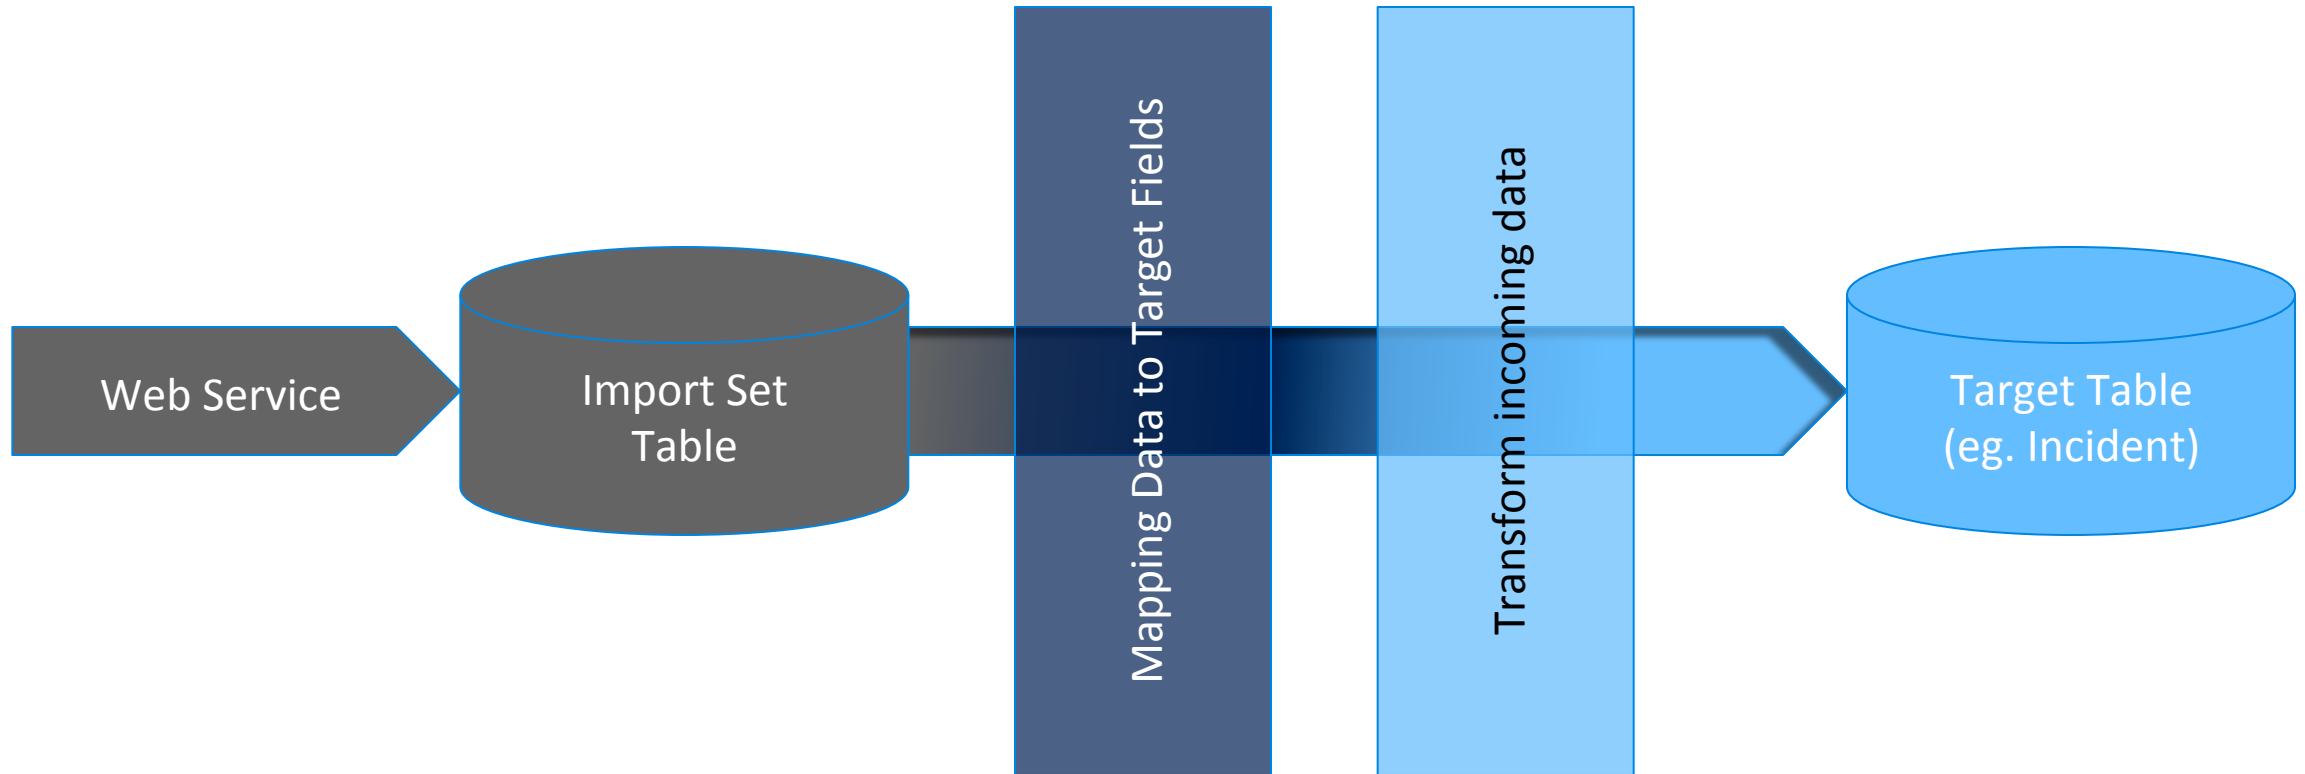 Web Service
Import Set
Table
Mapping Data to Target Fields
Transform incoming data
Target Table
(eg. Incident)